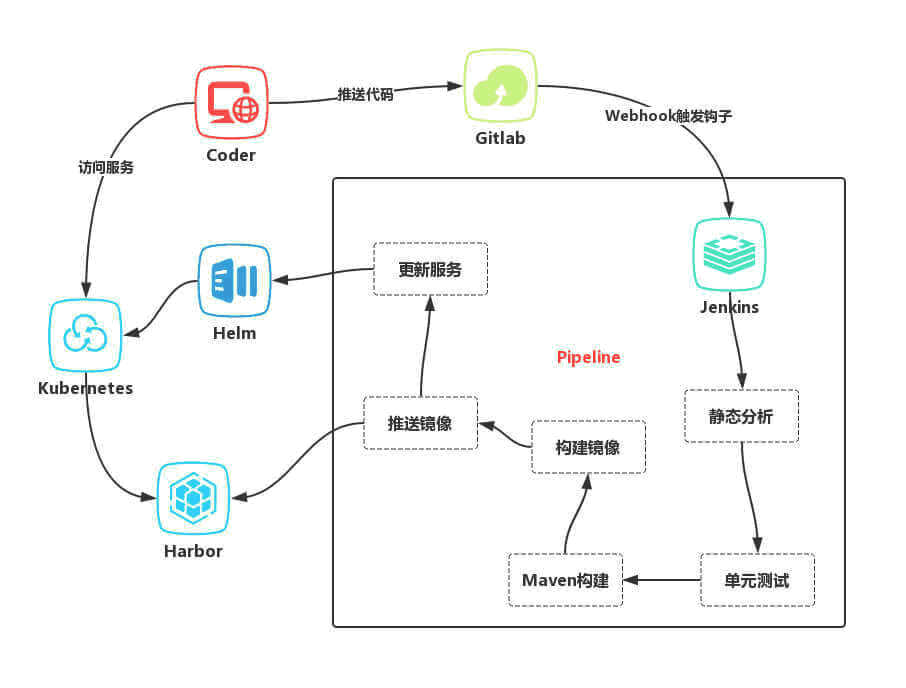 推送代码
Gitlab
Webhook触发钩子
Coder
访问服务
Jenkins
更新服务
Helm
Pipeline
Kubernetes
静态分析
推送镜像
构建镜像
Harbor
Maven构建
单元测试